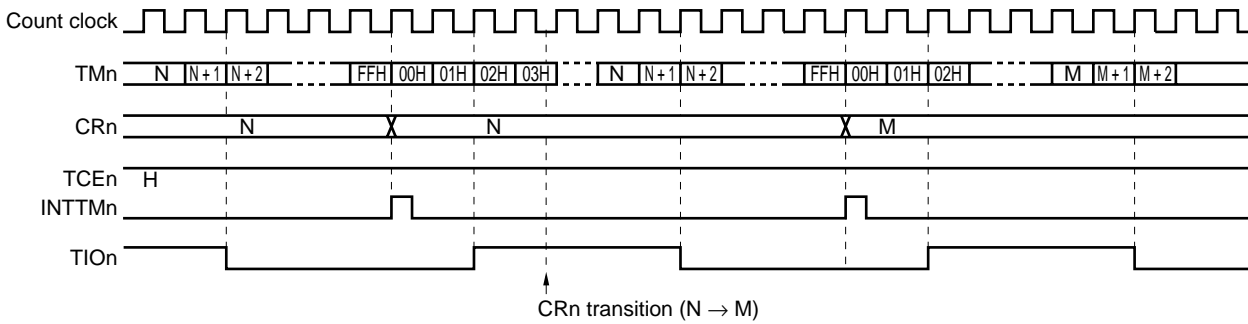 Count clock
TMn N N + 1 N + 2 FFH 00H 01H 02H 03H N N + 1 N + 2 FFH 00H 01H 02H M M + 1 M + 2
CRn N N M
TCEn H
INTTMn
TIOn
CRn transition (N → M)